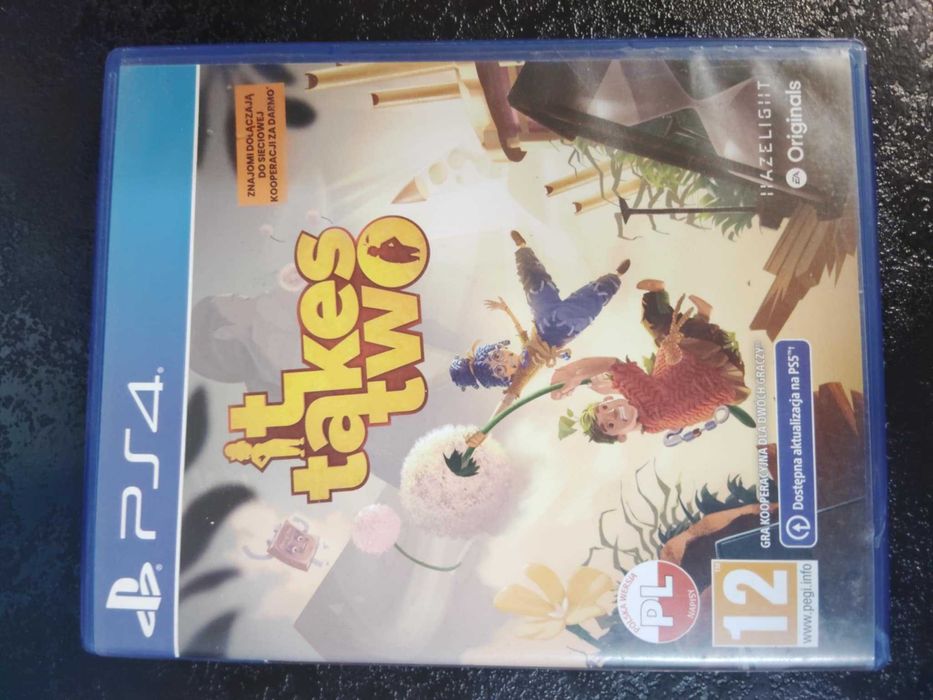 PS4
ZNAJOMI DOŁĄCZAJĄ
DO SIECIOWEJ
KOOPERACJI ZA DARMO*
it
takes
two
POLSKA WERSJA
PL
NAPISY
12
www.pegi.info
GRA KOOPERACYJNA DLA DWÓCH GRACZY
Dostępna aktualizacja na PS5™!
HAZELIGHT
EA Originals